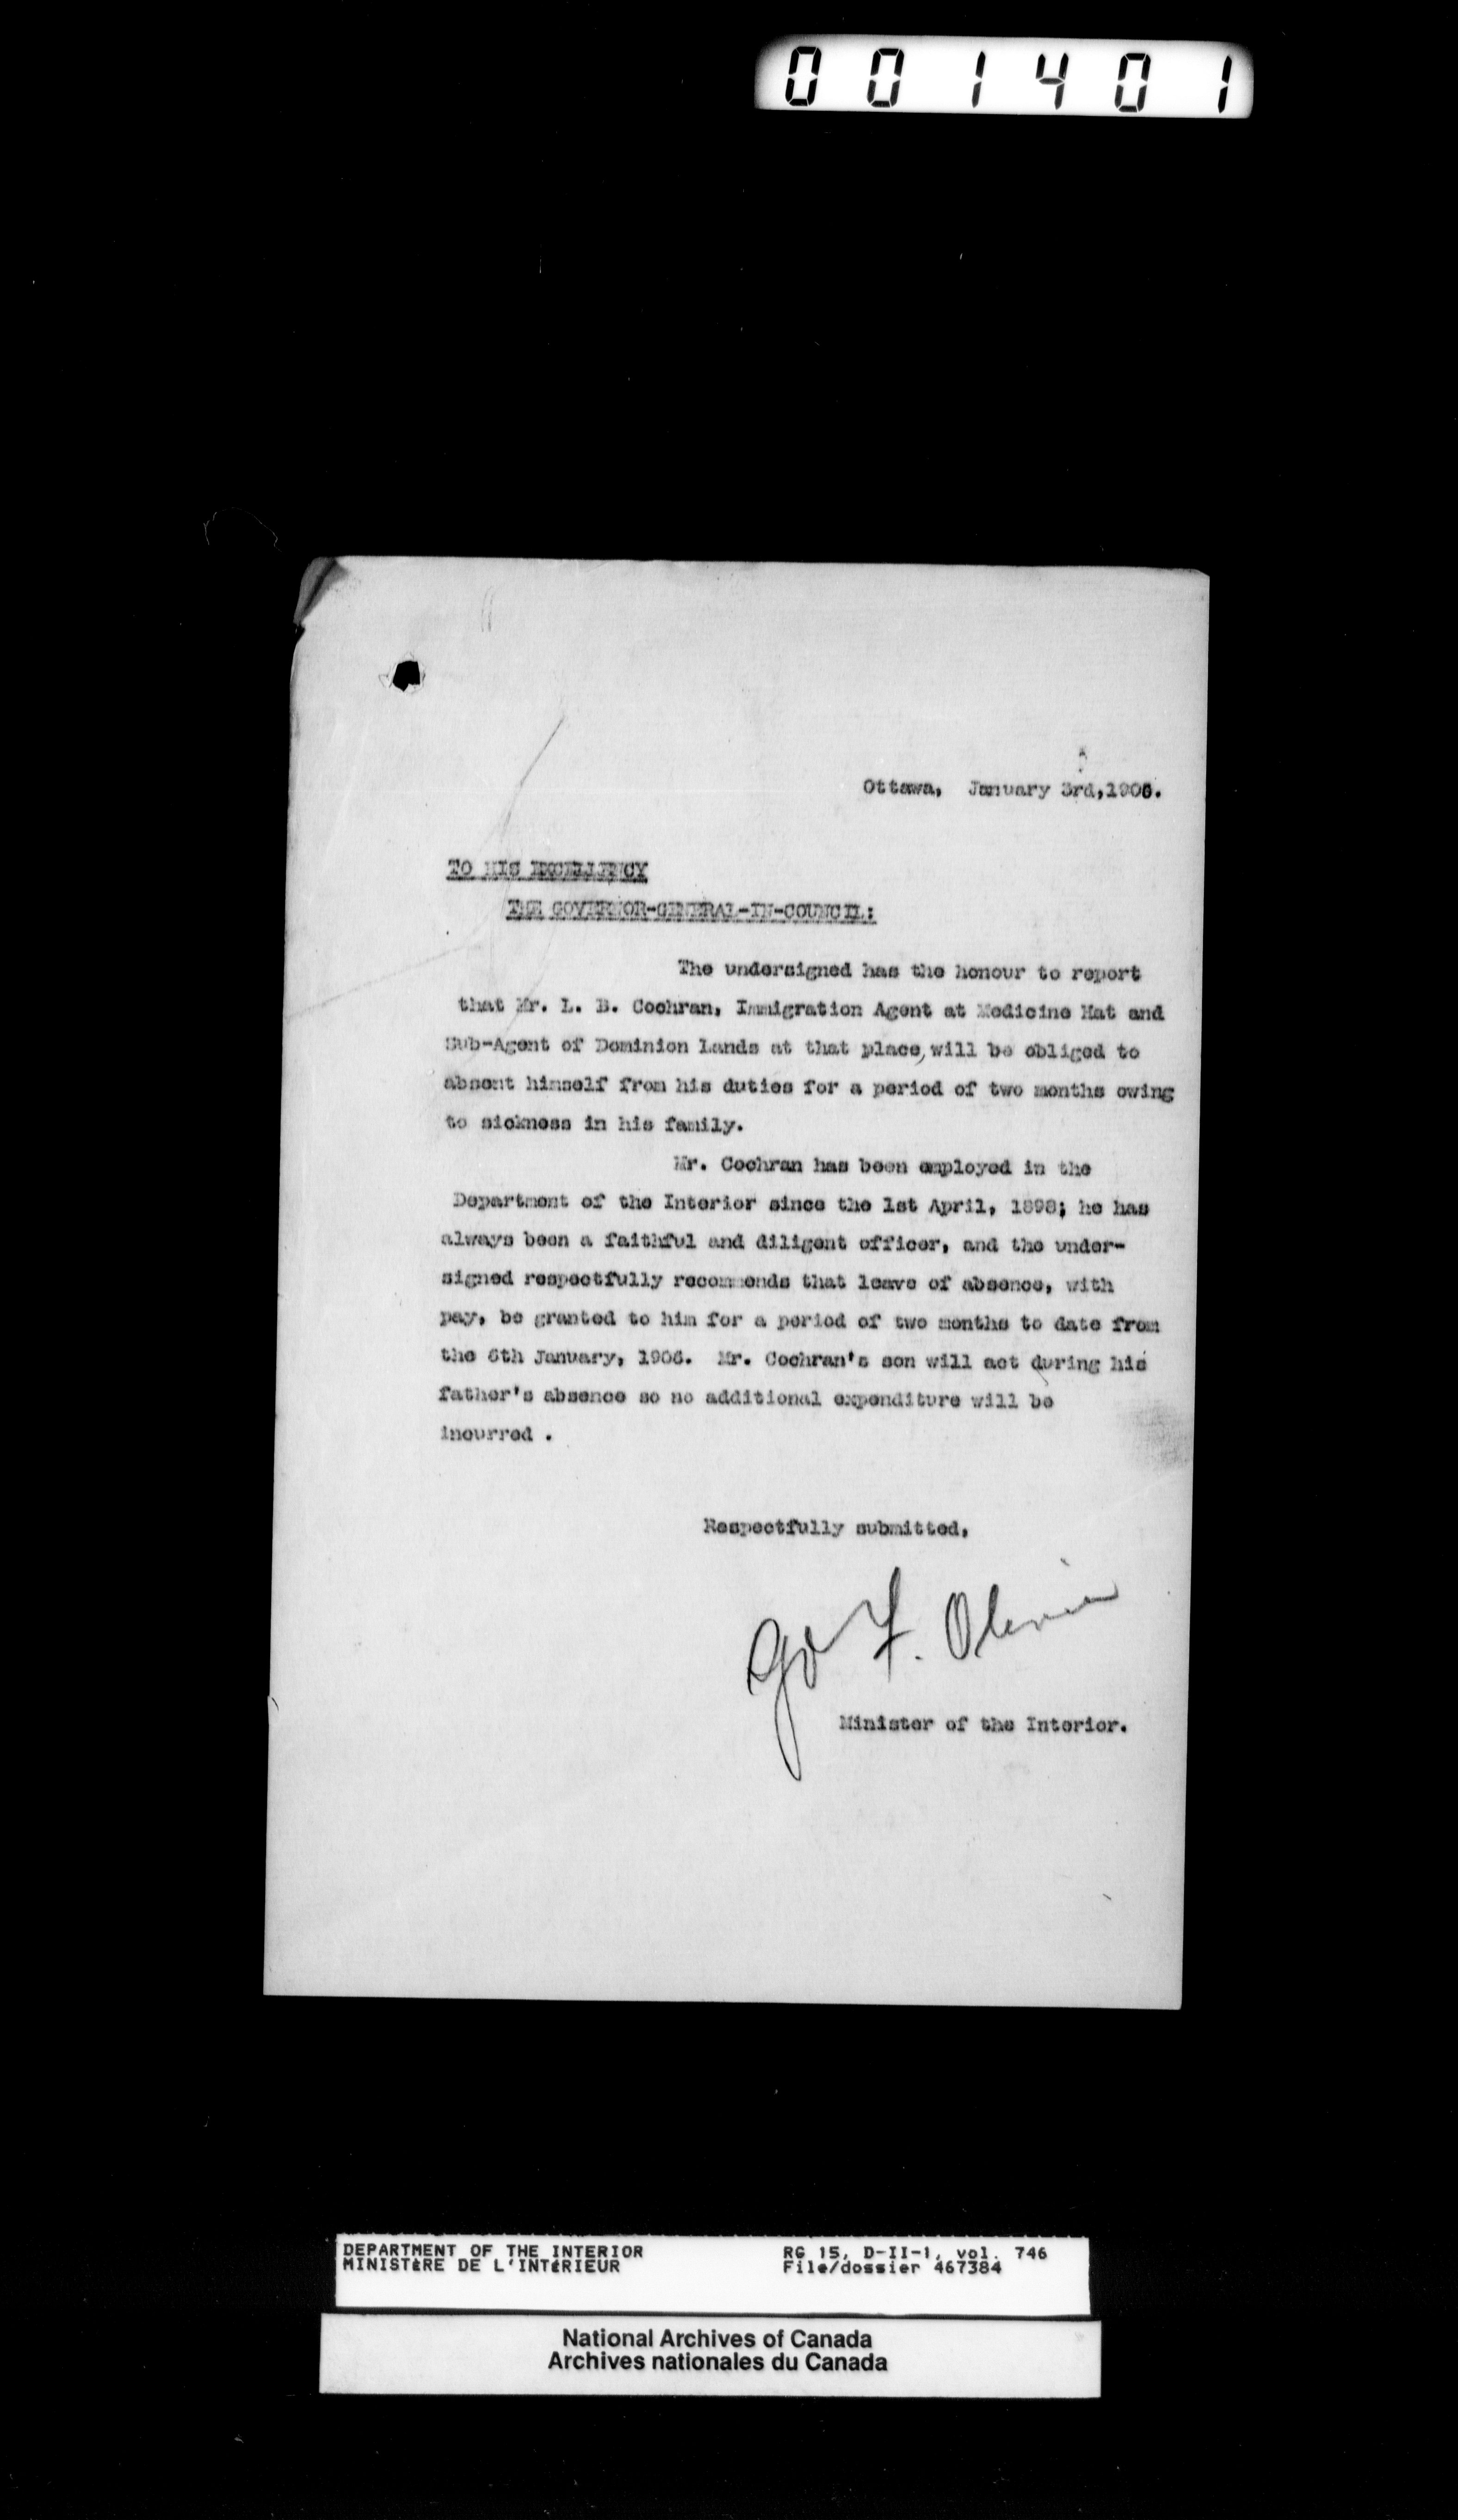 001401
Ottawa, January 3rd, 1906.
TO HIS EXCELLENCY
THE GOVERNOR-GENERAL-IN-COUNCIL:
The undersigned has the honour to report
that Mr. L. B. Cochran, Immigration Agent at Medicine Hat and
Sub-Agent of Dominion Lands at that place, will be obliged to
absent himself from his duties for a period of two months owing
to sickness in his family.
Mr. Cochran has been employed in the
Department of the Interior since the 1st April, 1898; he has
always been a faithful and diligent officer, and the under-
signed respectfully recommends that leave of absence, with
pay, be granted to him for a period of two months to date from
the 6th January, 1906. Mr. Cochran's son will act during his
father's absence so no additional expenditure will be
incurred .
Respectfully submitted,
F. Oliver
Minister of the Interior.
DEPARTMENT OF THE INTERIOR RG 15, D-II-1, vol. 746
MINISTÈRE DE L'INTÉRIEUR File/dossier 467384
National Archives of Canada
Archives nationales du Canada